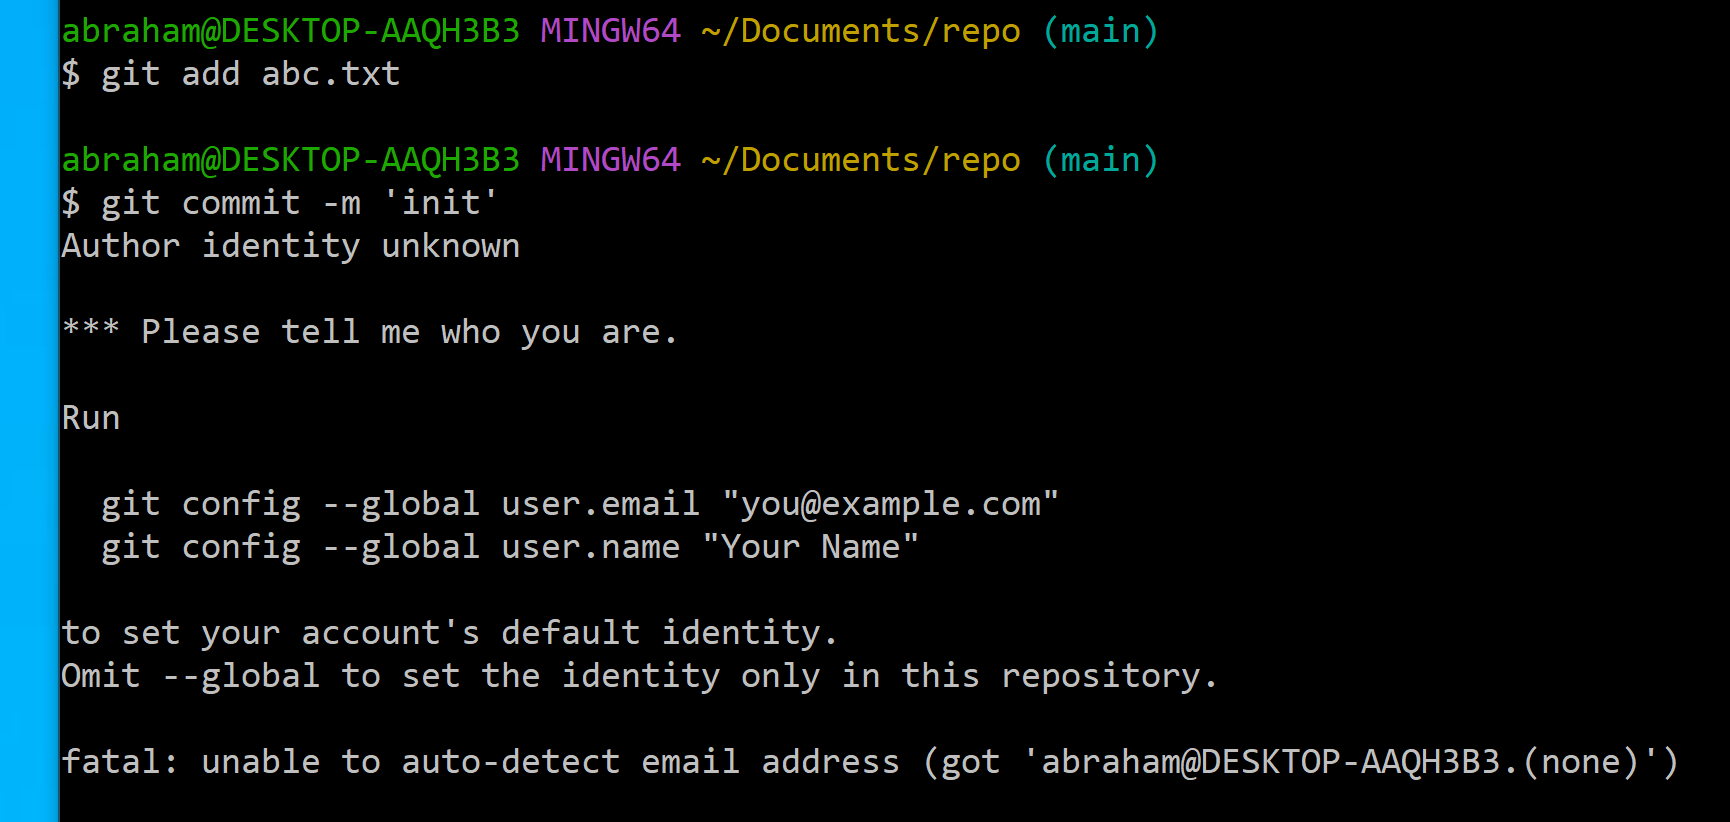 abraham@DESKTOP-AAQH3B3 MINGW64 ~/Documents/repo (main)
$ git add abc.txt
abraham@DESKTOP-AAQH3B3 MINGW64 ~/Documents/repo (main)
$ git commit -m 'init'
Author identity unknown
*** Please tell me who you are.
Run
  git config --global user.email "you@example.com"
  git config --global user.name "Your Name"
to set your account's default identity.
Omit --global to set the identity only in this repository.
fatal: unable to auto-detect email address (got 'abraham@DESKTOP-AAQH3B3.(none)')